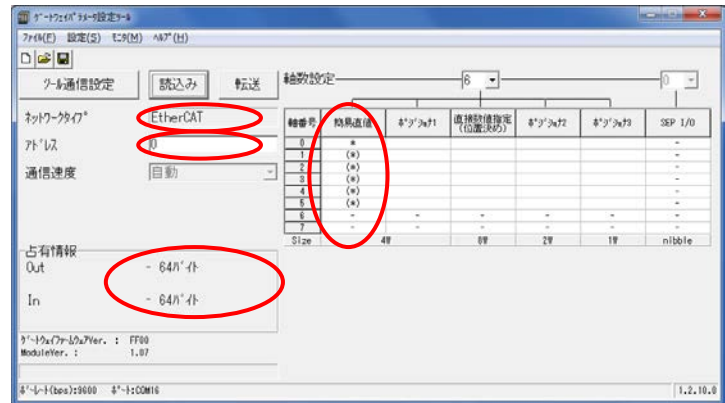 ｹﾞｰﾄｳｪｲﾊﾟﾗﾒｰﾀ設定ﾂｰﾙ
ﾌｧｲﾙ(F) 設定(S) ﾓﾆﾀ(M) ﾍﾙﾌﾟ(H)
ﾂｰﾙ通信設定 読込み 転送 軸数設定 6 0
ﾈｯﾄﾜｰｸﾀｲﾌﾟ EtherCAT
ｱﾄﾞﾚｽ 0
通信速度 自動
軸番号 簡易直値 ﾎﾟｼﾞｼｮﾅ1 直接数値指定(位置決め) ﾎﾟｼﾞｼｮﾅ2 ﾎﾟｼﾞｼｮﾅ3 SEP I/O
0 * -
1 (*) -
2 (*) -
3 (*) -
4 (*) -
5 (*) -
6 - - - - - -
7 - - - - - -
Size 4W 8W 2W 1W nibble
占有情報
Out - 64ﾊﾞｲﾄ
In - 64ﾊﾞｲﾄ
ｹﾞｰﾄｳｪｲﾌｧｰﾑｳｪｱVer. : FF00
ModuleVer. : 1.07
ﾎﾞｰﾚｰﾄ(bps):9600 ﾎﾟｰﾄ:COM16 1.2.10.0